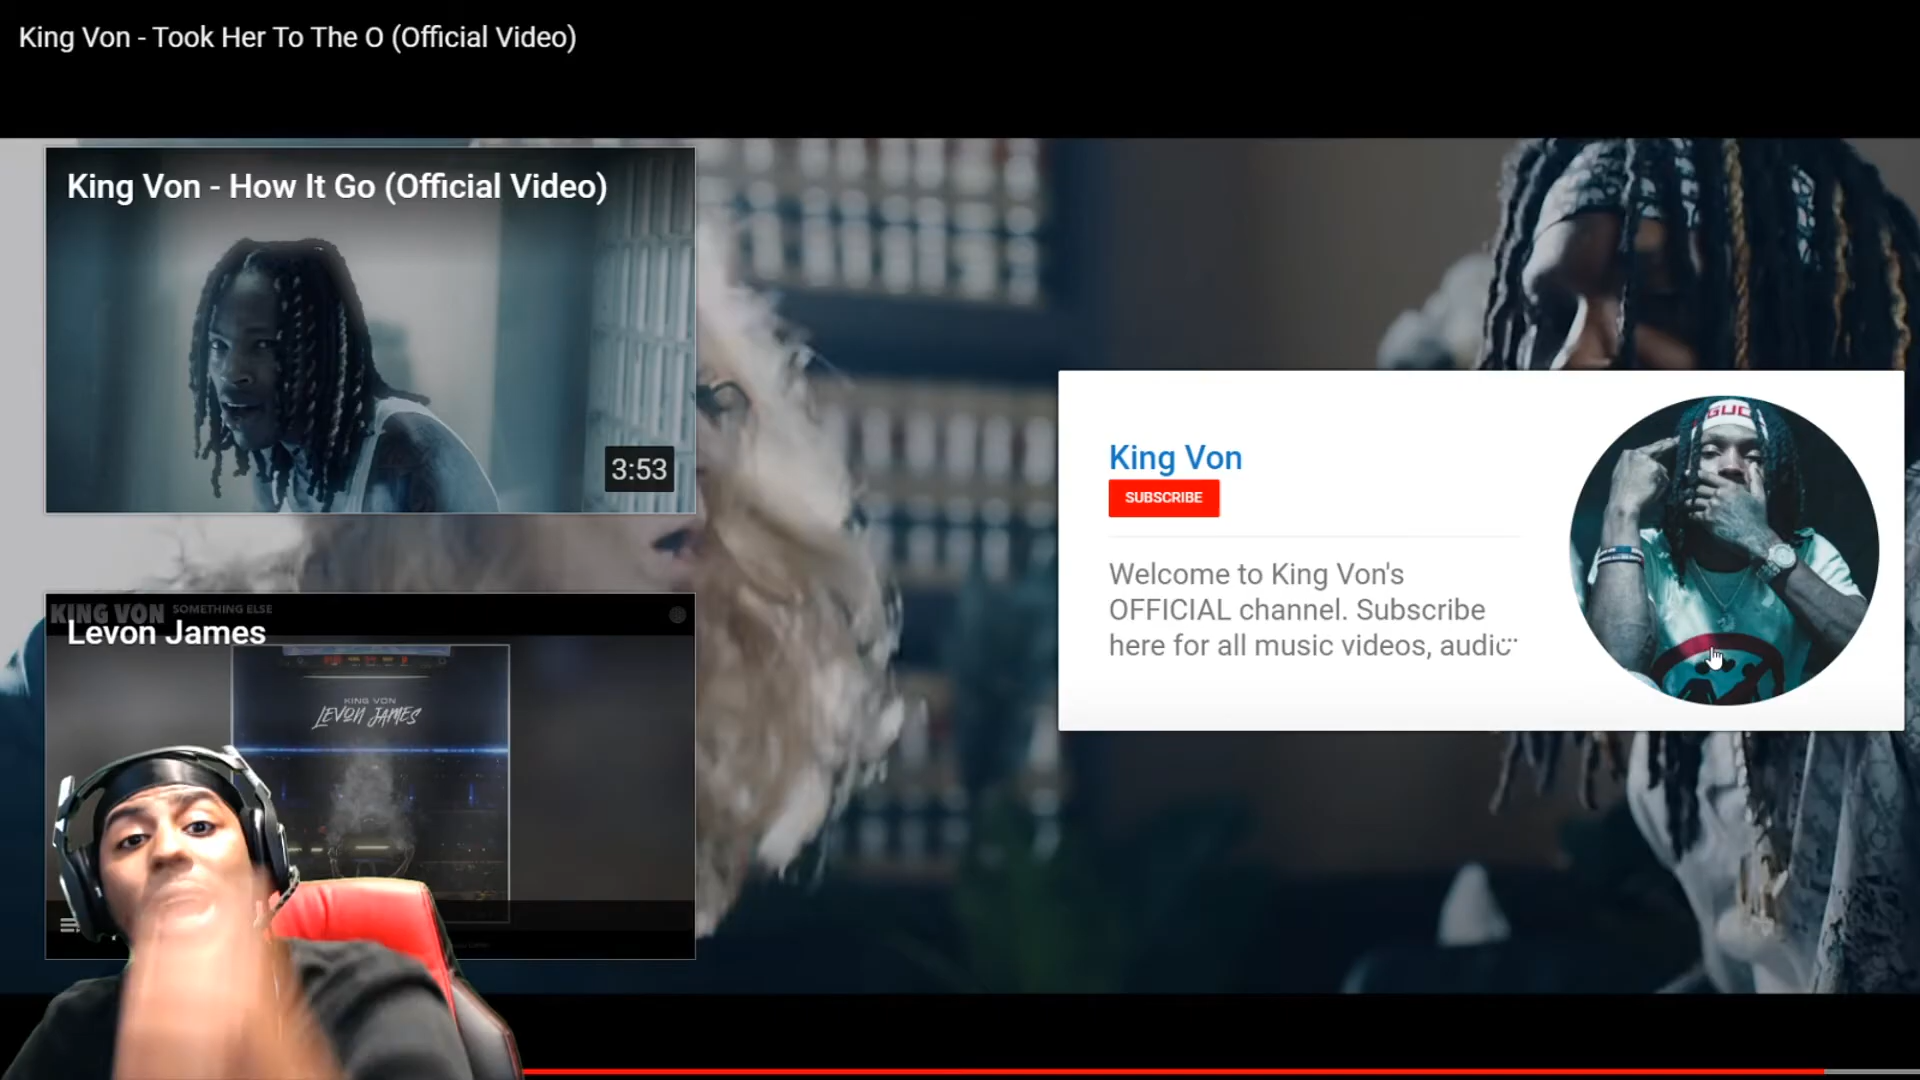 King Von - Took Her To The O (Official Video)
King Von - How It Go (Official Video)
3:53
King Von
SUBSCRIBE
Welcome to King Von's
OFFICIAL channel. Subscribe
here for all music videos, audio...
GUC
KING VON SOMETHING ELSE
Levon James
KING VON
LEVON JAMES